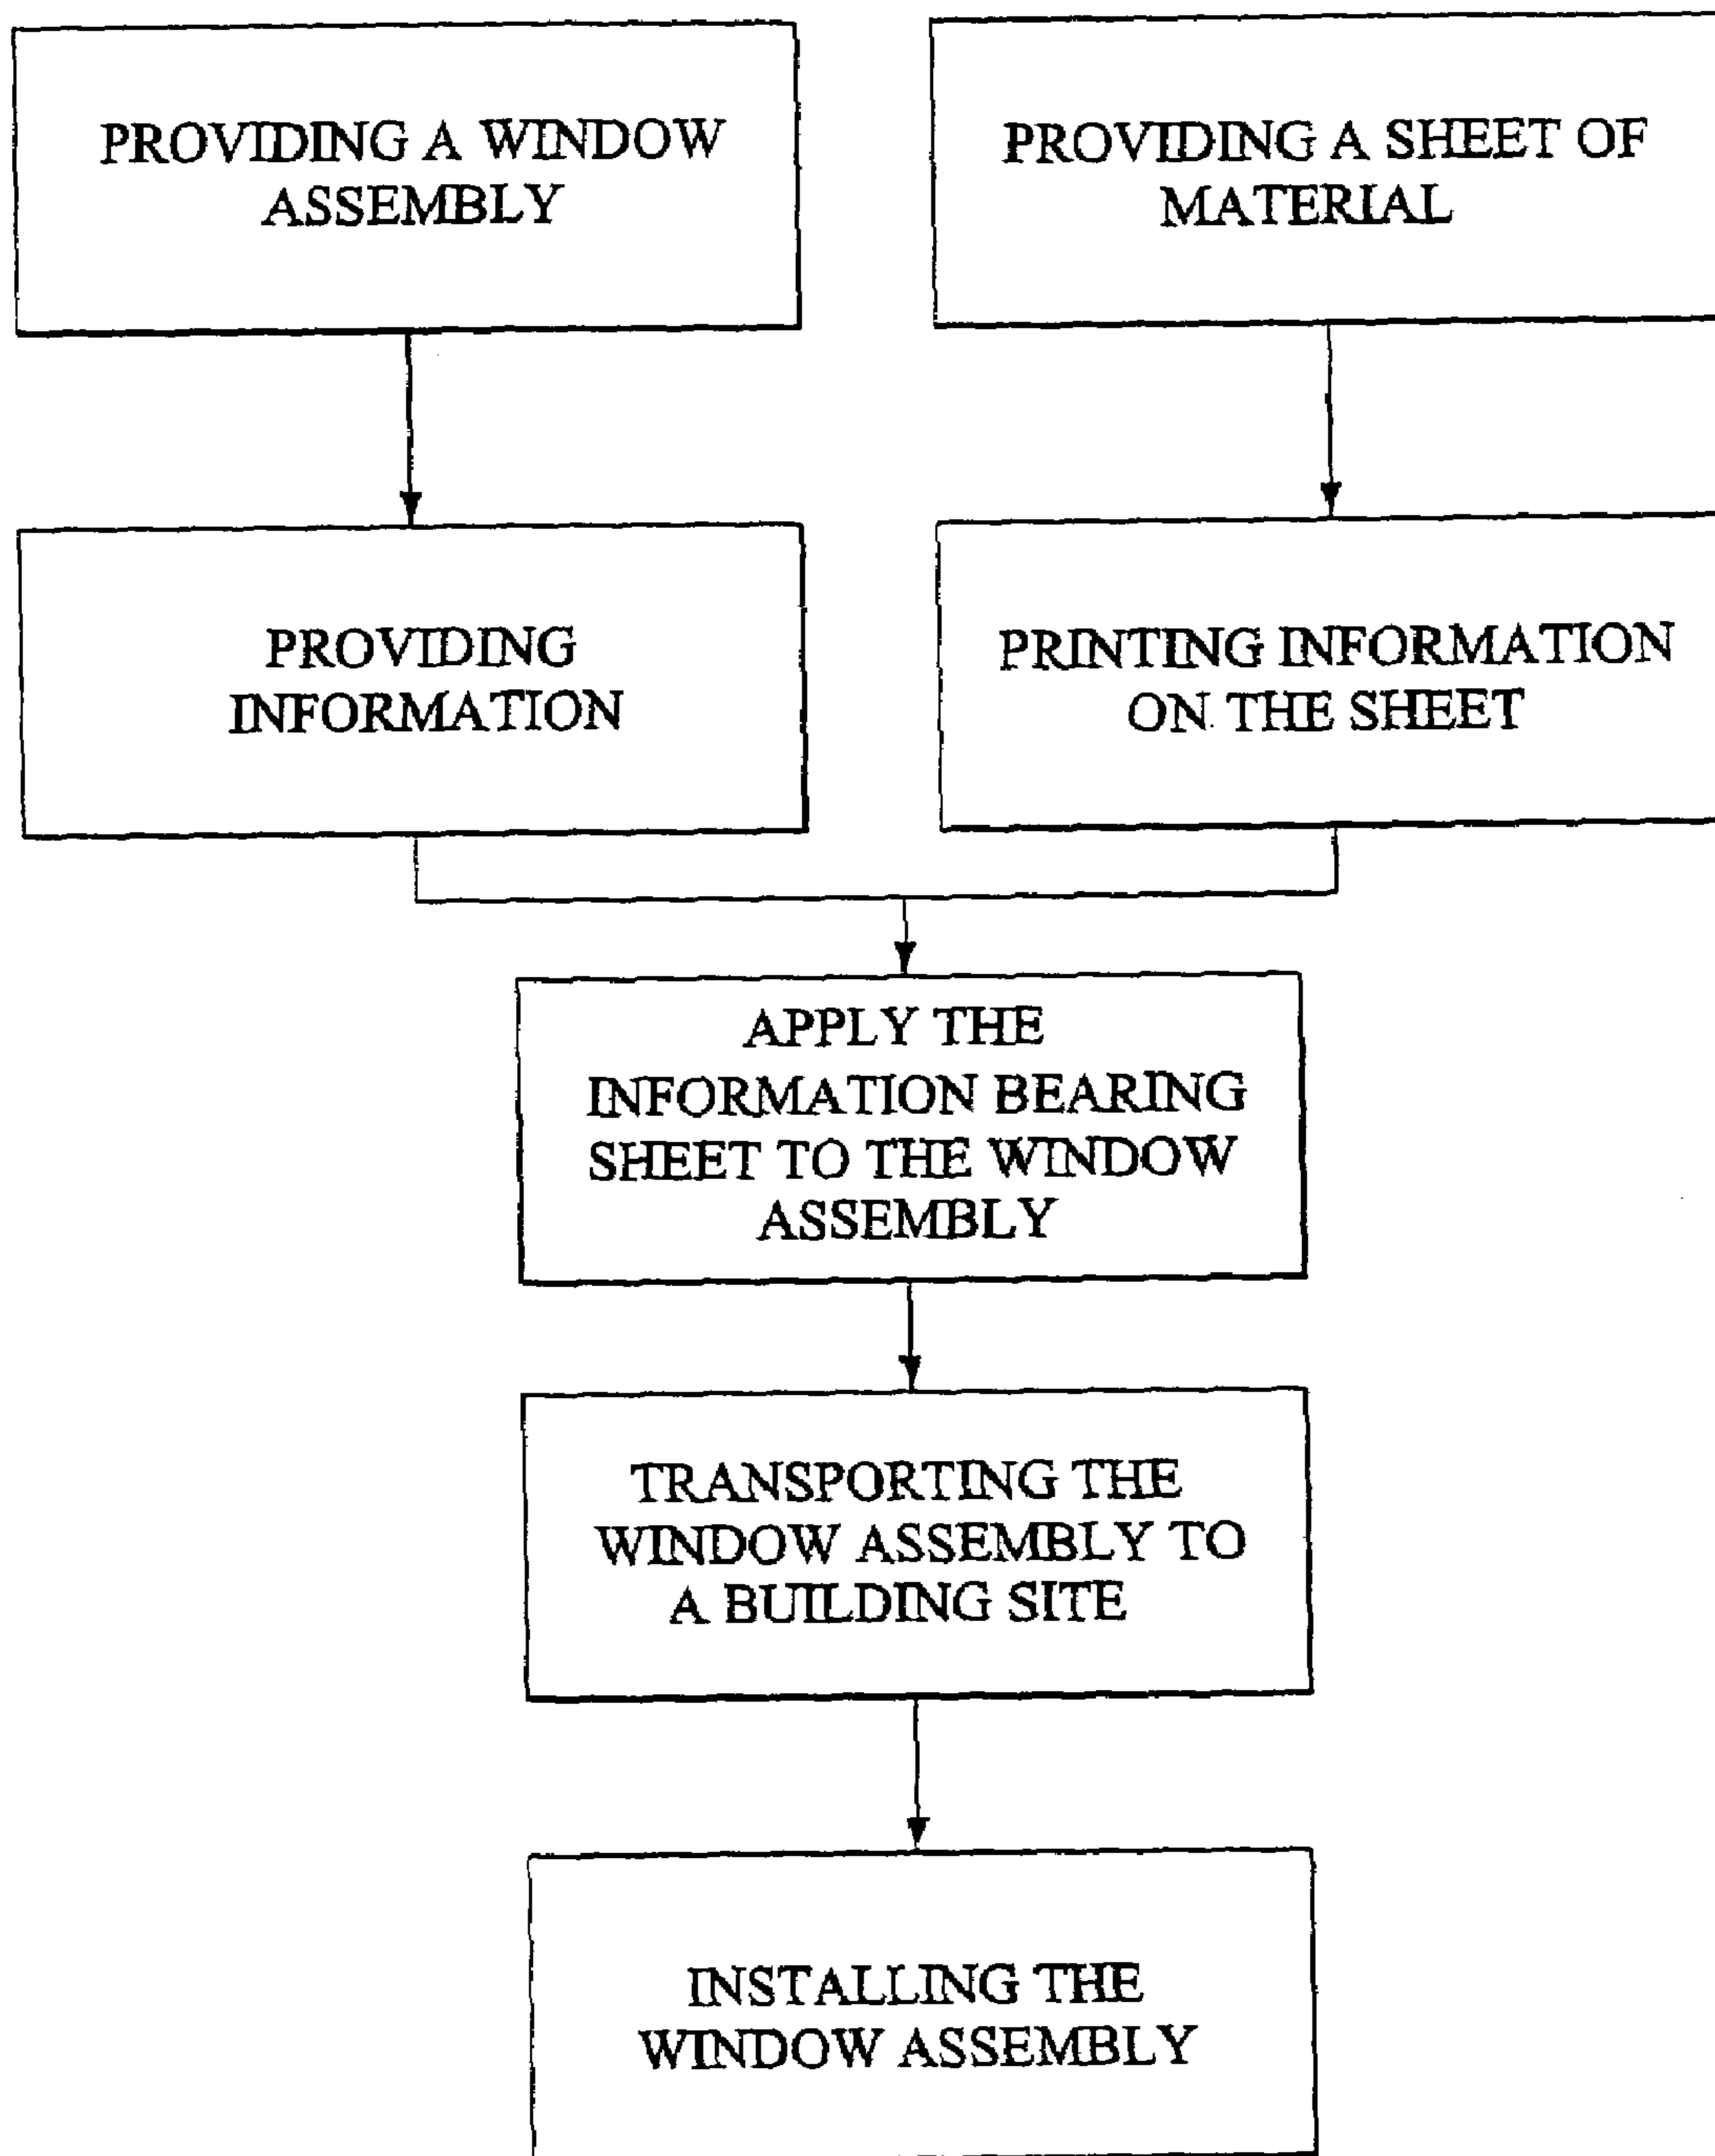 PROVIDING A WINDOW
ASSEMBLY
PROVIDING A SHEET OF
MATERIAL
PROVIDING
INFORMATION
PRINTING INFORMATION
ON THE SHEET
APPLY THE
INFORMATION BEARING
SHEET TO THE WINDOW
ASSEMBLY
TRANSPORTING THE
WINDOW ASSEMBLY TO
A BUILDING SITE
INSTALLING THE
WINDOW ASSEMBLY